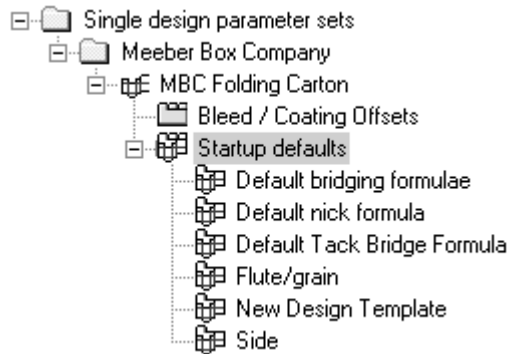 Single design parameter sets
Meeber Box Company
MBC Folding Carton
Bleed / Coating Offsets
Startup defaults
Default bridging formulae
Default nick formula
Default Tack Bridge Formula
Flute/grain
New Design Template
Side